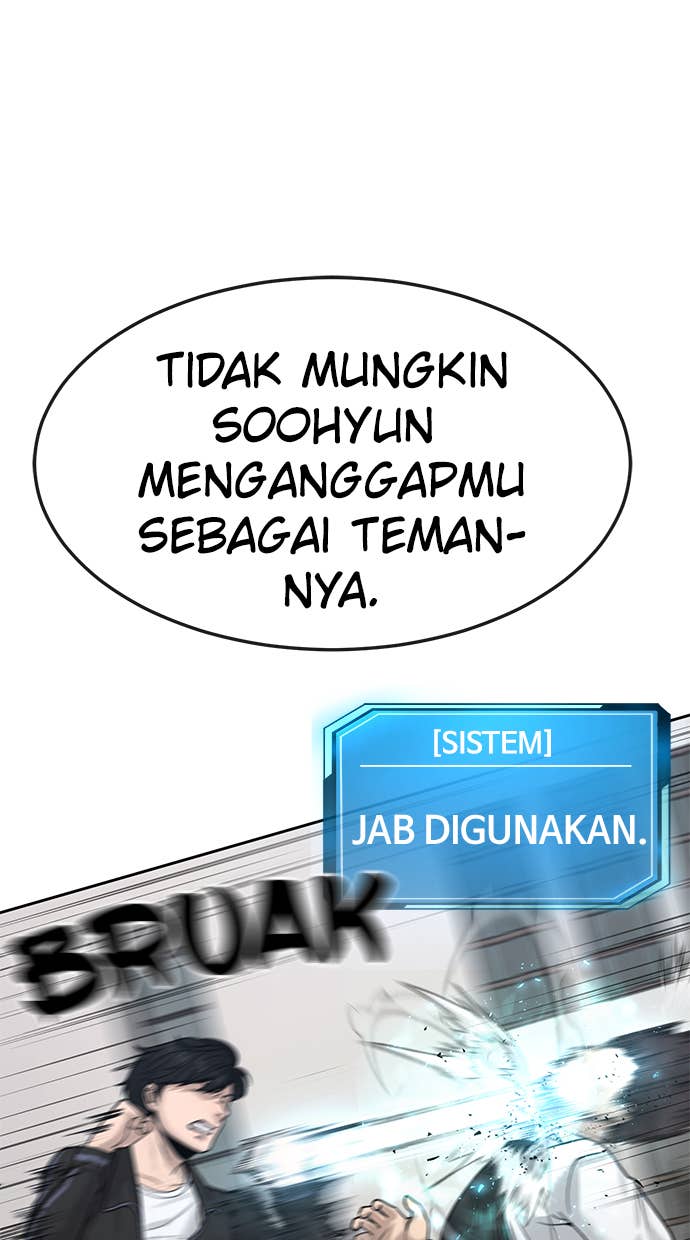 TIDAK MUNGKIN
SOOHYUN
MENGANGGAPMU
SEBAGAI TEMAN-
NYA.
[SISTEM]
JAB DIGUNAKAN.
BRUAK